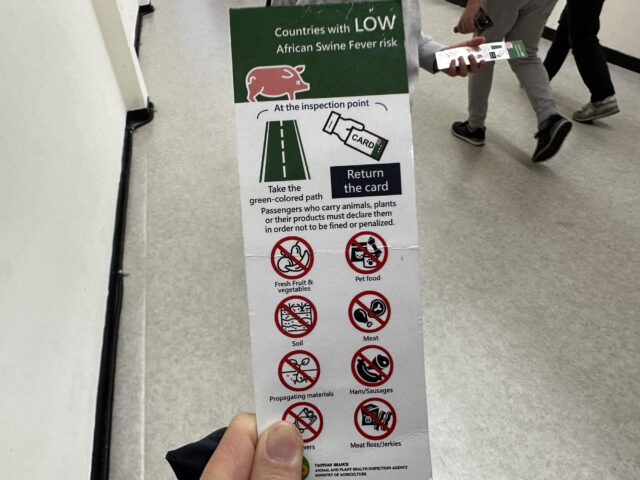 Countries with LOW
African Swine Fever risk
At the inspection point
CARD
Take the
green-colored path
Return
the card
Passengers who carry animals, plants
or their products must declare them
in order not to be fined or penalized.
Fresh Fruit &
vegetables
Pet food
Soil
Meat
Propagating materials
Ham/Sausages
Meat floss/Jerkies
TAIPEI BRANCH
ANIMAL AND PLANT HEALTH INSPECTION AGENCY
MINISTRY OF AGRICULTURE